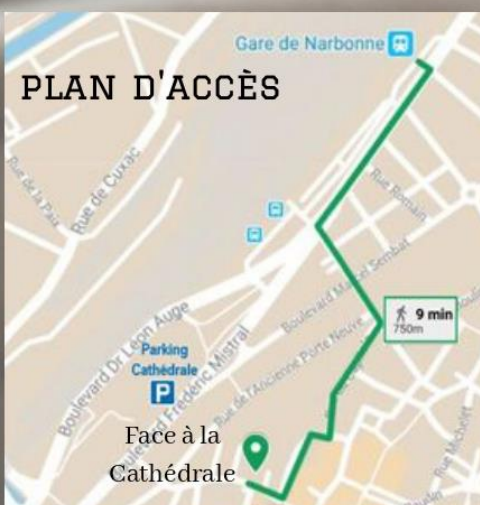 Gare de Narbonne
PLAN D'ACCÈS
Rue de la Paix
Rue de Cuxac
Rue Romain
Boulevard Marcel Sembat
9 min
750m
Boulevard Dr Léon Auge
Boulevard Frédéric Mistral
Rue de l'Ancienne Porte Neuve
Parking
Cathédrale
P
Face à la
Cathédrale
Rue Michelet